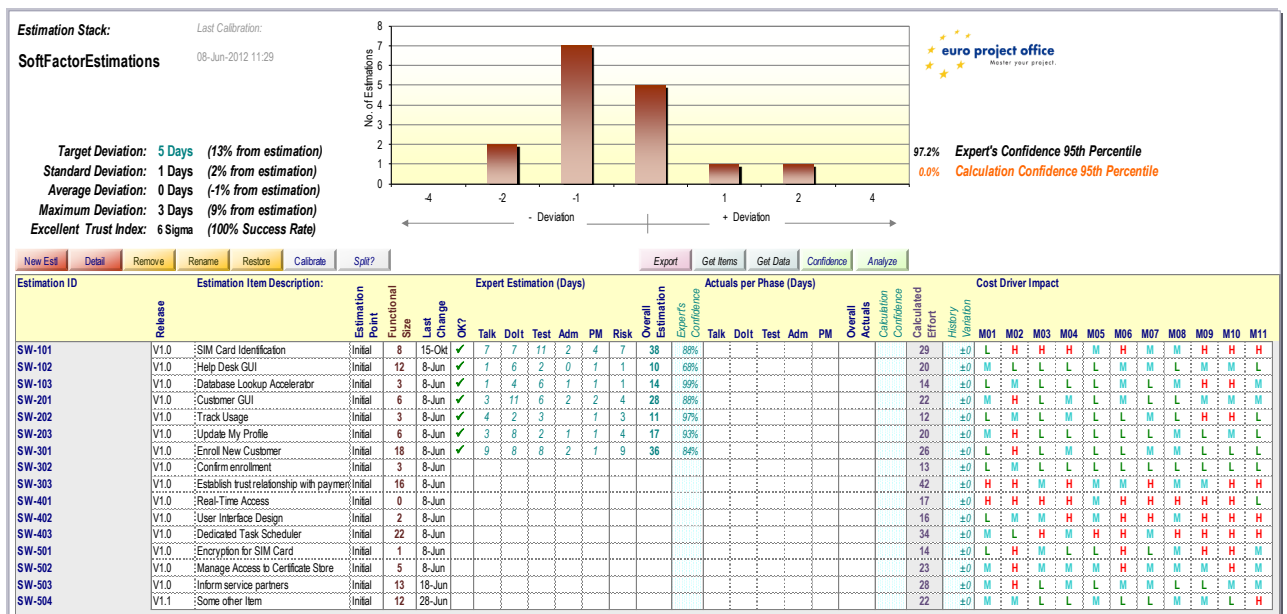 Estimation Stack: Last Calibration:
SoftFactorEstimations 08-Jun-2012 11:29
Target Deviation: 5 Days (13% from estimation)
Standard Deviation: 1 Days (2% from estimation)
Average Deviation: 0 Days (-1% from estimation)
Maximum Deviation: 3 Days (9% from estimation)
Excellent Trust Index: 6 Sigma (100% Success Rate)
No. of Estimations
8
7
6
5
4
3
2
1
0
-4 -2 -1 1 2 4
- Deviation + Deviation
euro project office
Master your project.
97.2% Expert's Confidence 95th Percentile
0.0% Calculation Confidence 95th Percentile
New Esti Detail Remove Rename Restore Calibrate Split? Export Get Items Get Data Confidence Analyze
Estimation ID Estimation Item Description: Expert Estimation (Days) Actuals per Phase (Days) Cost Driver Impact
Release Estimation Point Functional Size Last Change OK? Talk DoIt Test Adm PM Risk Overall Estimation Expert's Confidence Talk DoIt Test Adm PM Overall Actuals Calculation Confidence Calculated Effort History Variation M01 M02 M03 M04 M05 M06 M07 M08 M09 M10 M11
SW-101 V1.0 SIM Card Identification Initial 8 15-Okt ✔ 7 7 11 2 4 7 38 88% 29 ±0 L H H H M H M M H H H
SW-102 V1.0 Help Desk GUI Initial 12 8-Jun ✔ 1 6 2 0 1 1 10 68% 20 ±0 M L L L L M M L M M L
SW-103 V1.0 Database Lookup Accelerator Initial 3 8-Jun ✔ 1 4 6 1 1 1 14 99% 14 ±0 L M L L L M L M H H M
SW-201 V1.0 Customer GUI Initial 6 8-Jun ✔ 3 11 6 2 2 4 28 88% 22 ±0 M H L M L M L L L M M
SW-202 V1.0 Track Usage Initial 3 8-Jun ✔ 4 2 3 1 3 11 97% 12 ±0 L M L M L L M L H H L
SW-203 V1.0 Update My Profile Initial 6 8-Jun ✔ 3 8 2 1 1 4 17 93% 20 ±0 M H L L L L L M L M L
SW-301 V1.0 Enroll New Customer Initial 18 8-Jun ✔ 9 8 8 2 1 9 36 84% 26 ±0 L H L M L L L M L L L
SW-302 V1.0 Confirm enrollment Initial 3 8-Jun 13 ±0 L M L L L L L L L L L
SW-303 V1.0 Establish trust relationship with paymen Initial 16 8-Jun 42 ±0 H H M H M M H M M H H
SW-401 V1.0 Real-Time Access Initial 0 8-Jun 17 ±0 H H H H M H H H H H L
SW-402 V1.0 User Interface Design Initial 2 8-Jun 16 ±0 L M M H M H H M H H H
SW-403 V1.0 Dedicated Task Scheduler Initial 22 8-Jun 34 ±0 M L H M H H M H H H H
SW-501 V1.0 Encryption for SIM Card Initial 1 8-Jun 14 ±0 L H M L L H L M H H M
SW-502 V1.0 Manage Access to Certificate Store Initial 5 8-Jun 23 ±0 M H M M M H M M M H M
SW-503 V1.0 Inform service partners Initial 13 18-Jun 28 ±0 M H L M L M M L L M M
SW-504 V1.1 Some other Item Initial 12 28-Jun 22 ±0 M M L L M L L M M L H